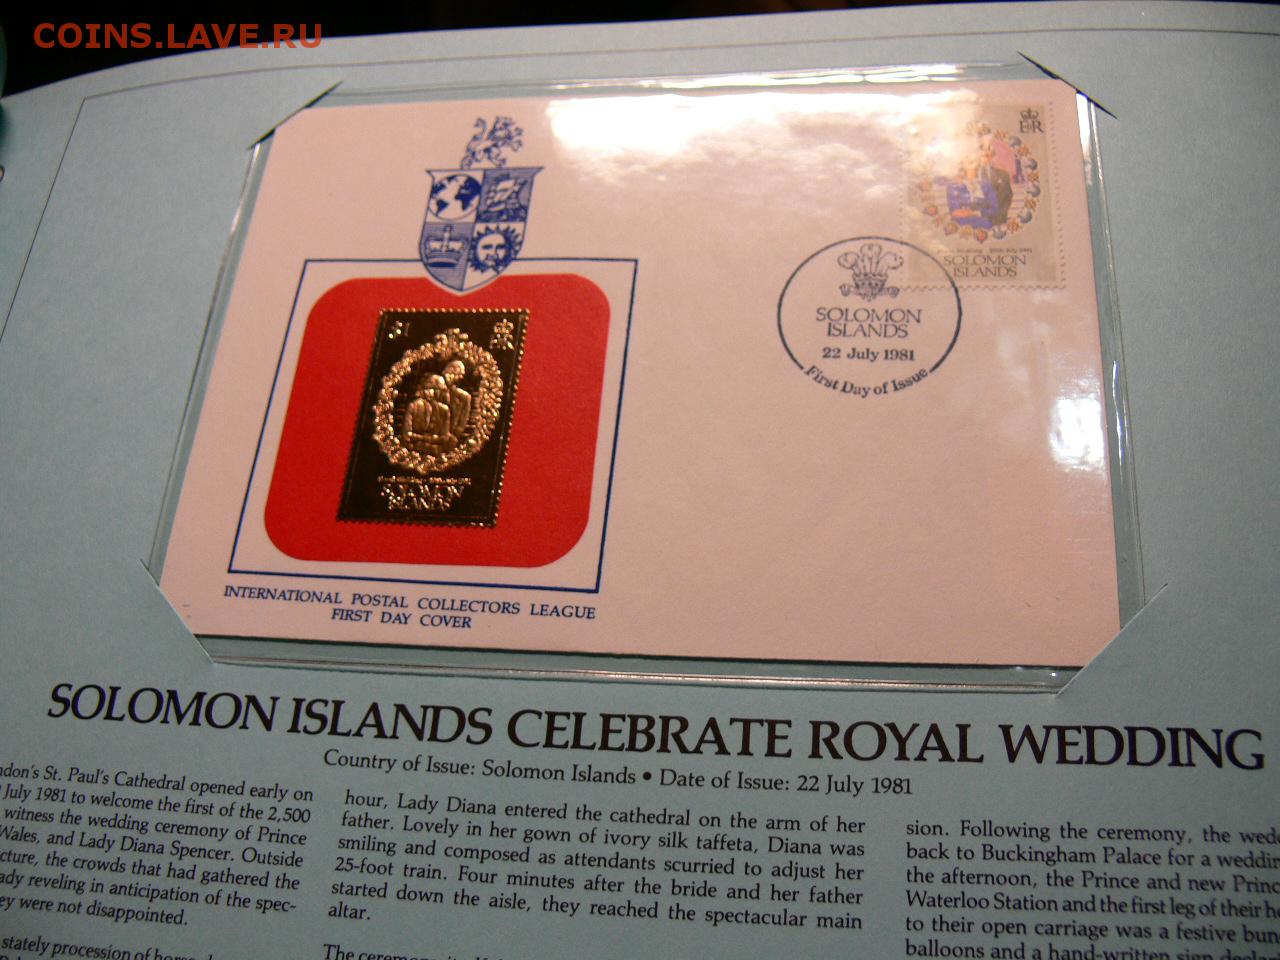 COINS.LAVE.RU
E R
SOLOMON
ISLANDS
SOLOMON
ISLANDS
22 July 1981
First Day of Issue
$1
E R
SOLOMON
ISLANDS
INTERNATIONAL POSTAL COLLECTORS LEAGUE
FIRST DAY COVER
SOLOMON ISLANDS CELEBRATE ROYAL WEDDING
Country of Issue: Solomon Islands • Date of Issue: 22 July 1981
ndon's St. Paul's Cathedral opened early on
July 1981 to welcome the first of the 2,500
witness the wedding ceremony of Prince
Wales, and Lady Diana Spencer. Outside
cture, the crowds that had gathered the
ady reveling in anticipation of the spec-
ey were not disappointed.
stately procession of
hour, Lady Diana entered the cathedral on the arm of her
father. Lovely in her gown of ivory silk taffeta, Diana was
smiling and composed as attendants scurried to adjust her
25-foot train. Four minutes after the bride and her father
started down the aisle, they reached the spectacular main
altar.
The ceremony itself
sion. Following the ceremony, the wed
back to Buckingham Palace for a weddin
the afternoon, the Prince and new Princ
Waterloo Station and the first leg of their h
to their open carriage was a festive bun
balloons and a hand-written sign